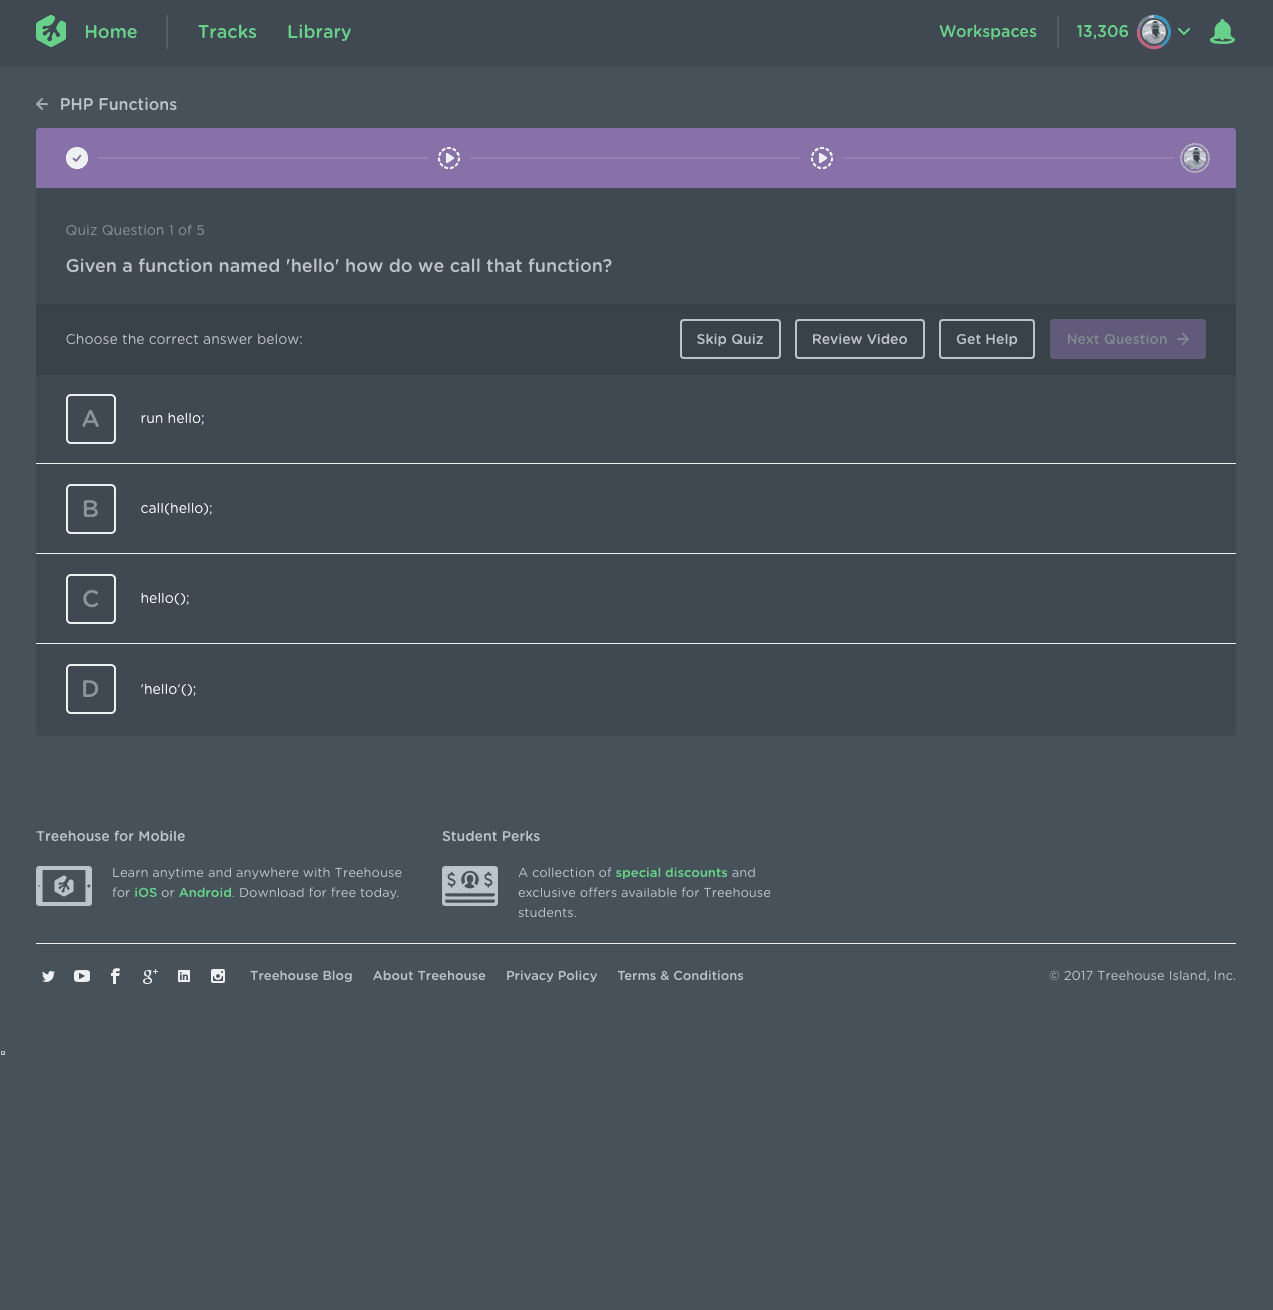 Home
Tracks
Library
Workspaces
13,306
PHP Functions
Quiz Question 1 of 5
Given a function named 'hello' how do we call that function?
Choose the correct answer below:
Skip Quiz
Review Video
Get Help
Next Question
A
run hello;
B
call(hello);
C
hello();
D
'hello'();
Treehouse for Mobile
Learn anytime and anywhere with Treehouse
for iOS or Android. Download for free today.
Student Perks
A collection of special discounts and
exclusive offers available for Treehouse
students.
Treehouse Blog
About Treehouse
Privacy Policy
Terms & Conditions
© 2017 Treehouse Island, Inc.